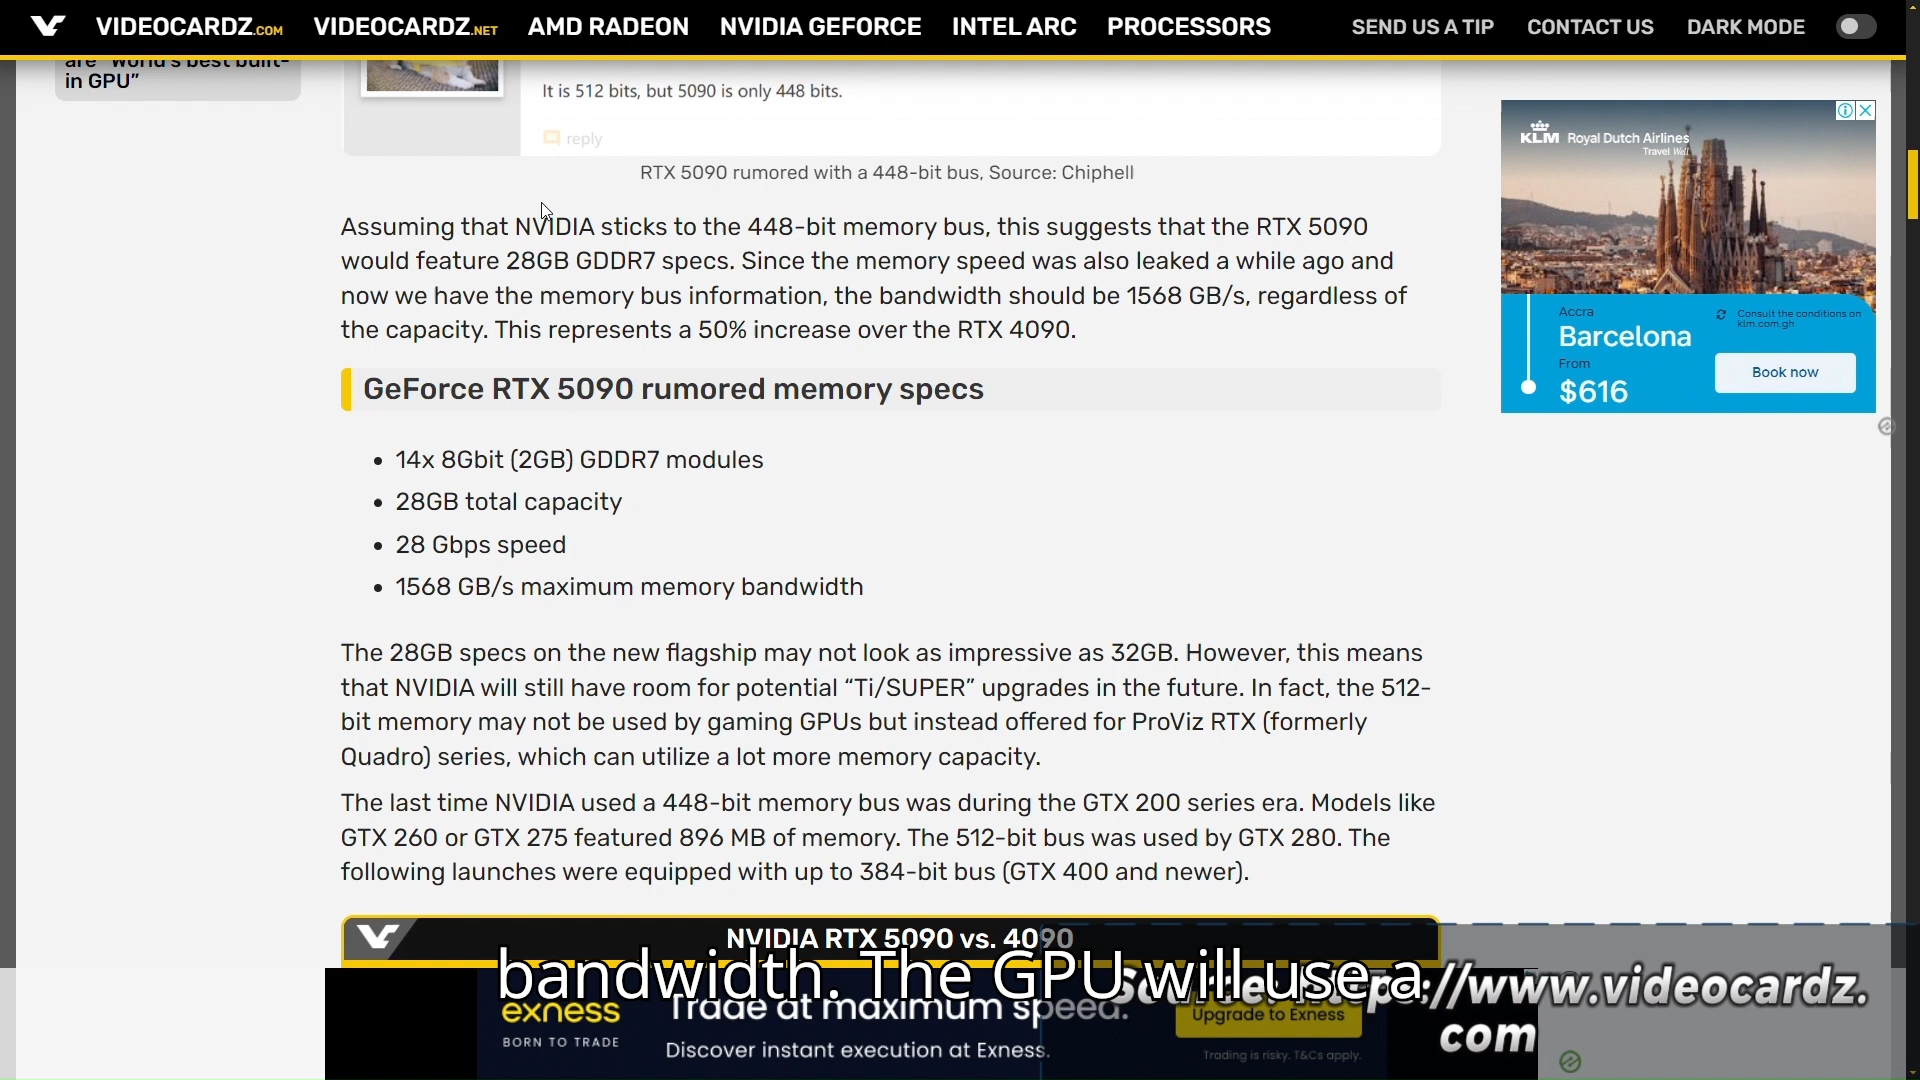 VIDEOCARDZ.COM VIDEOCARDZ.NET AMD RADEON NVIDIA GEFORCE INTEL ARC PROCESSORS SEND US A TIP CONTACT US DARK MODE
are “World’s best built-
in GPU”
It is 512 bits, but 5090 is only 448 bits.
reply
RTX 5090 rumored with a 448-bit bus, Source: Chiphell
Assuming that NVIDIA sticks to the 448-bit memory bus, this suggests that the RTX 5090
would feature 28GB GDDR7 specs. Since the memory speed was also leaked a while ago and
now we have the memory bus information, the bandwidth should be 1568 GB/s, regardless of
the capacity. This represents a 50% increase over the RTX 4090.
GeForce RTX 5090 rumored memory specs
• 14x 8Gbit (2GB) GDDR7 modules
• 28GB total capacity
• 28 Gbps speed
• 1568 GB/s maximum memory bandwidth
The 28GB specs on the new flagship may not look as impressive as 32GB. However, this means
that NVIDIA will still have room for potential “Ti/SUPER” upgrades in the future. In fact, the 512-
bit memory may not be used by gaming GPUs but instead offered for ProViz RTX (formerly
Quadro) series, which can utilize a lot more memory capacity.
The last time NVIDIA used a 448-bit memory bus was during the GTX 200 series era. Models like
GTX 260 or GTX 275 featured 896 MB of memory. The 512-bit bus was used by GTX 280. The
following launches were equipped with up to 384-bit bus (GTX 400 and newer).
NVIDIA RTX 5090 vs. 4090
KLM Royal Dutch Airlines
Travel Well
Accra
Barcelona
From
$616
Consult the conditions on
klm.com.gh
Book now
bandwidth. The GPU will use a
Source: https://www.videocardz.
com
exness
BORN TO TRADE
Trade at maximum speed.
Discover instant execution at Exness.
Upgrade to Exness
Trading is risky. T&Cs apply.